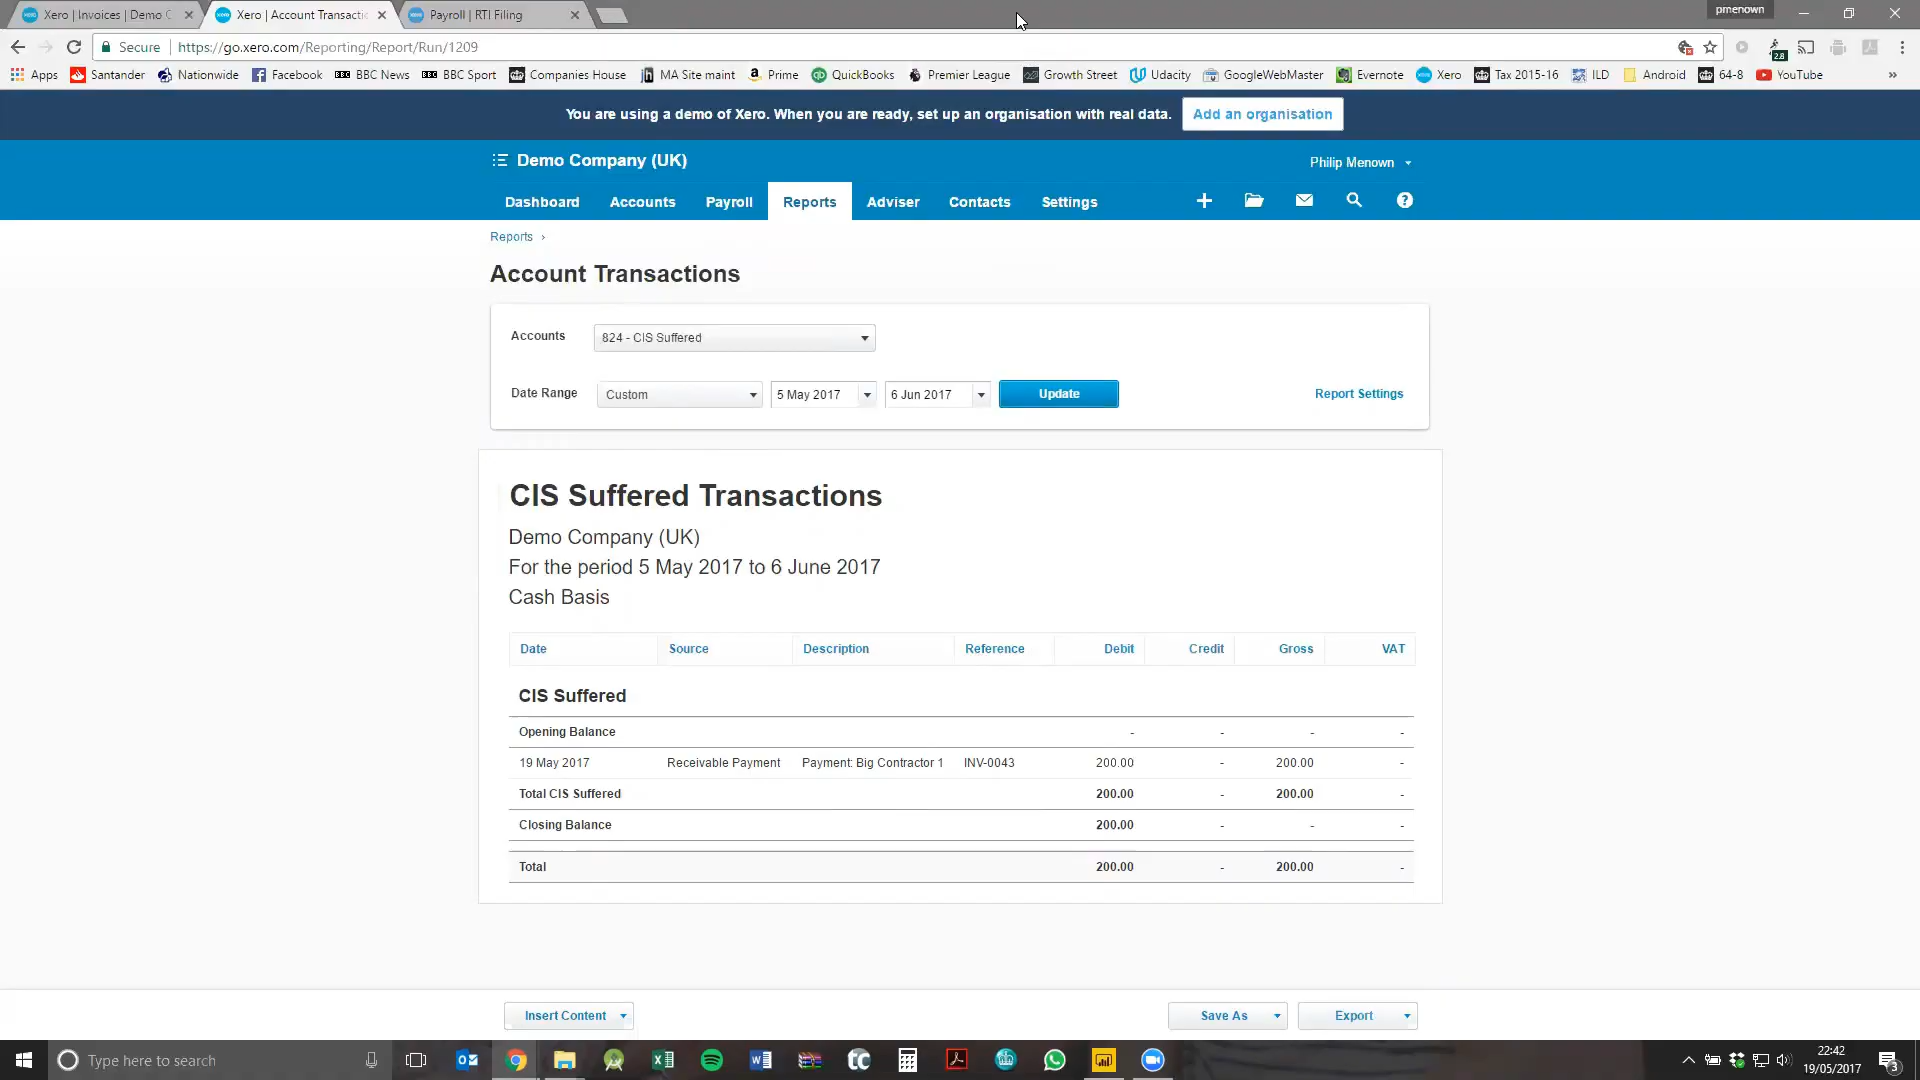 Xero | Invoices | Demo C
Xero | Account Transactic
Payroll | RTI Filing
pmenown
Secure
https://go.xero.com/Reporting/Report/Run/1209
2.8
Apps
Santander
Nationwide
Facebook
BBC BBC News
BBC BBC Sport
Companies House
MA Site maint
Prime
QuickBooks
Premier League
Growth Street
Udacity
GoogleWebMaster
Evernote
Xero
Tax 2015-16
ILD
Android
64-8
YouTube
You are using a demo of Xero. When you are ready, set up an organisation with real data.
Add an organisation
Demo Company (UK)
Philip Menown
Dashboard
Accounts
Payroll
Reports
Adviser
Contacts
Settings
Reports ›
Account Transactions
Accounts
824 - CIS Suffered
Date Range
Custom
5 May 2017
6 Jun 2017
Update
Report Settings
CIS Suffered Transactions
Demo Company (UK)
For the period 5 May 2017 to 6 June 2017
Cash Basis
Date Source Description Reference Debit Credit Gross VAT
CIS Suffered
Opening Balance - - - -
19 May 2017 Receivable Payment Payment: Big Contractor 1 INV-0043 200.00 - 200.00 -
Total CIS Suffered 200.00 - 200.00 -
Closing Balance 200.00 - - -
Total 200.00 - 200.00 -
Insert Content
Save As
Export
Type here to search
22:42
19/05/2017
3